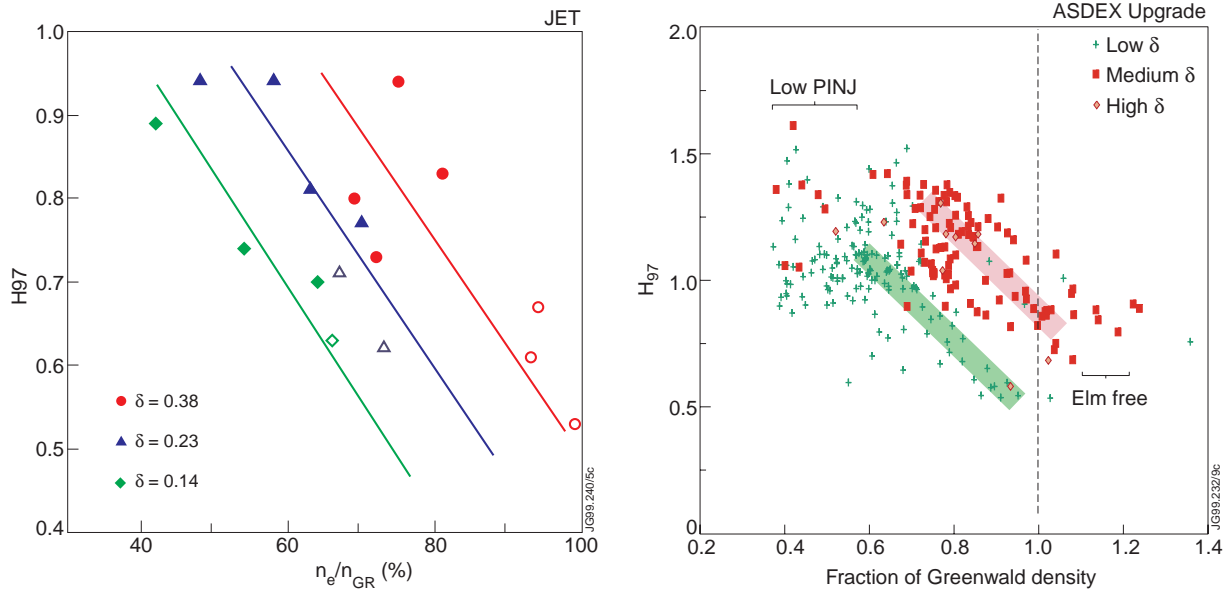 JET
1.0
0.9
0.8
0.7
0.6
0.5
0.4
H97
δ = 0.38
δ = 0.23
δ = 0.14
40
60
80
100
nₑ/n_GR (%)
JG99.240/5c
ASDEX Upgrade
2.0
1.5
1.0
0.5
0
H₉₇
Low PINJ
Low δ
Medium δ
High δ
Elm free
0.2
0.4
0.6
0.8
1.0
1.2
1.4
Fraction of Greenwald density
JG99.232/9c